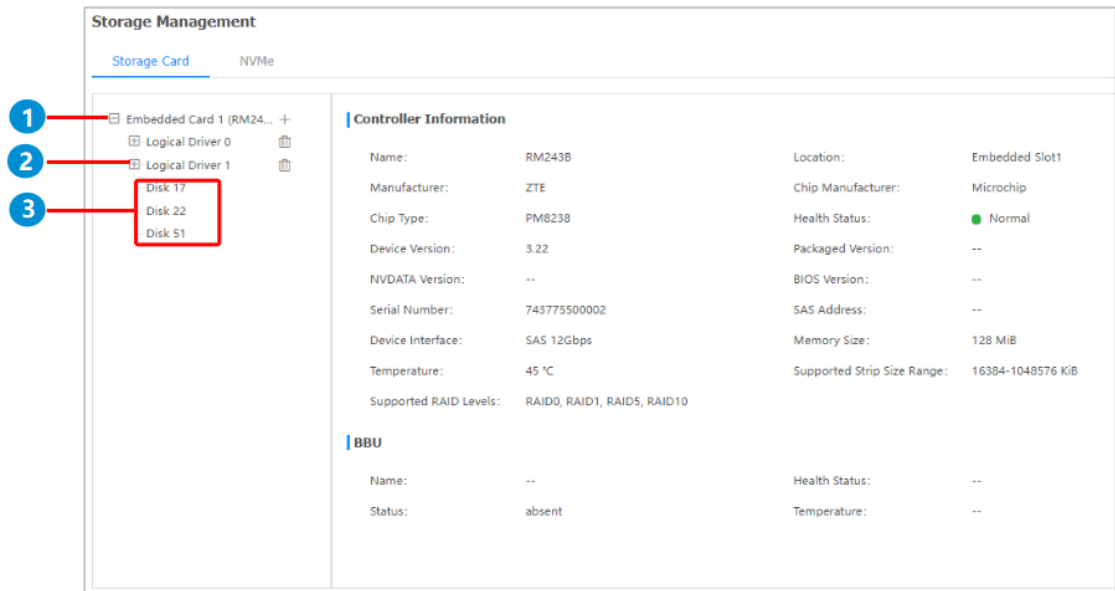 Storage Management
Storage Card NVMe
1
Embedded Card 1 (RM24...
Logical Driver 0
2
Logical Driver 1
3
Disk 17
Disk 22
Disk 51
Controller Information
Name: RM243B Location: Embedded Slot1
Manufacturer: ZTE Chip Manufacturer: Microchip
Chip Type: PM8238 Health Status: Normal
Device Version: 3.22 Packaged Version: --
NVDATA Version: -- BIOS Version: --
Serial Number: 743775500002 SAS Address: --
Device Interface: SAS 12Gbps Memory Size: 128 MiB
Temperature: 45 ℃ Supported Strip Size Range: 16384-1048576 KiB
Supported RAID Levels: RAID0, RAID1, RAID5, RAID10
BBU
Name: -- Health Status: --
Status: absent Temperature: --